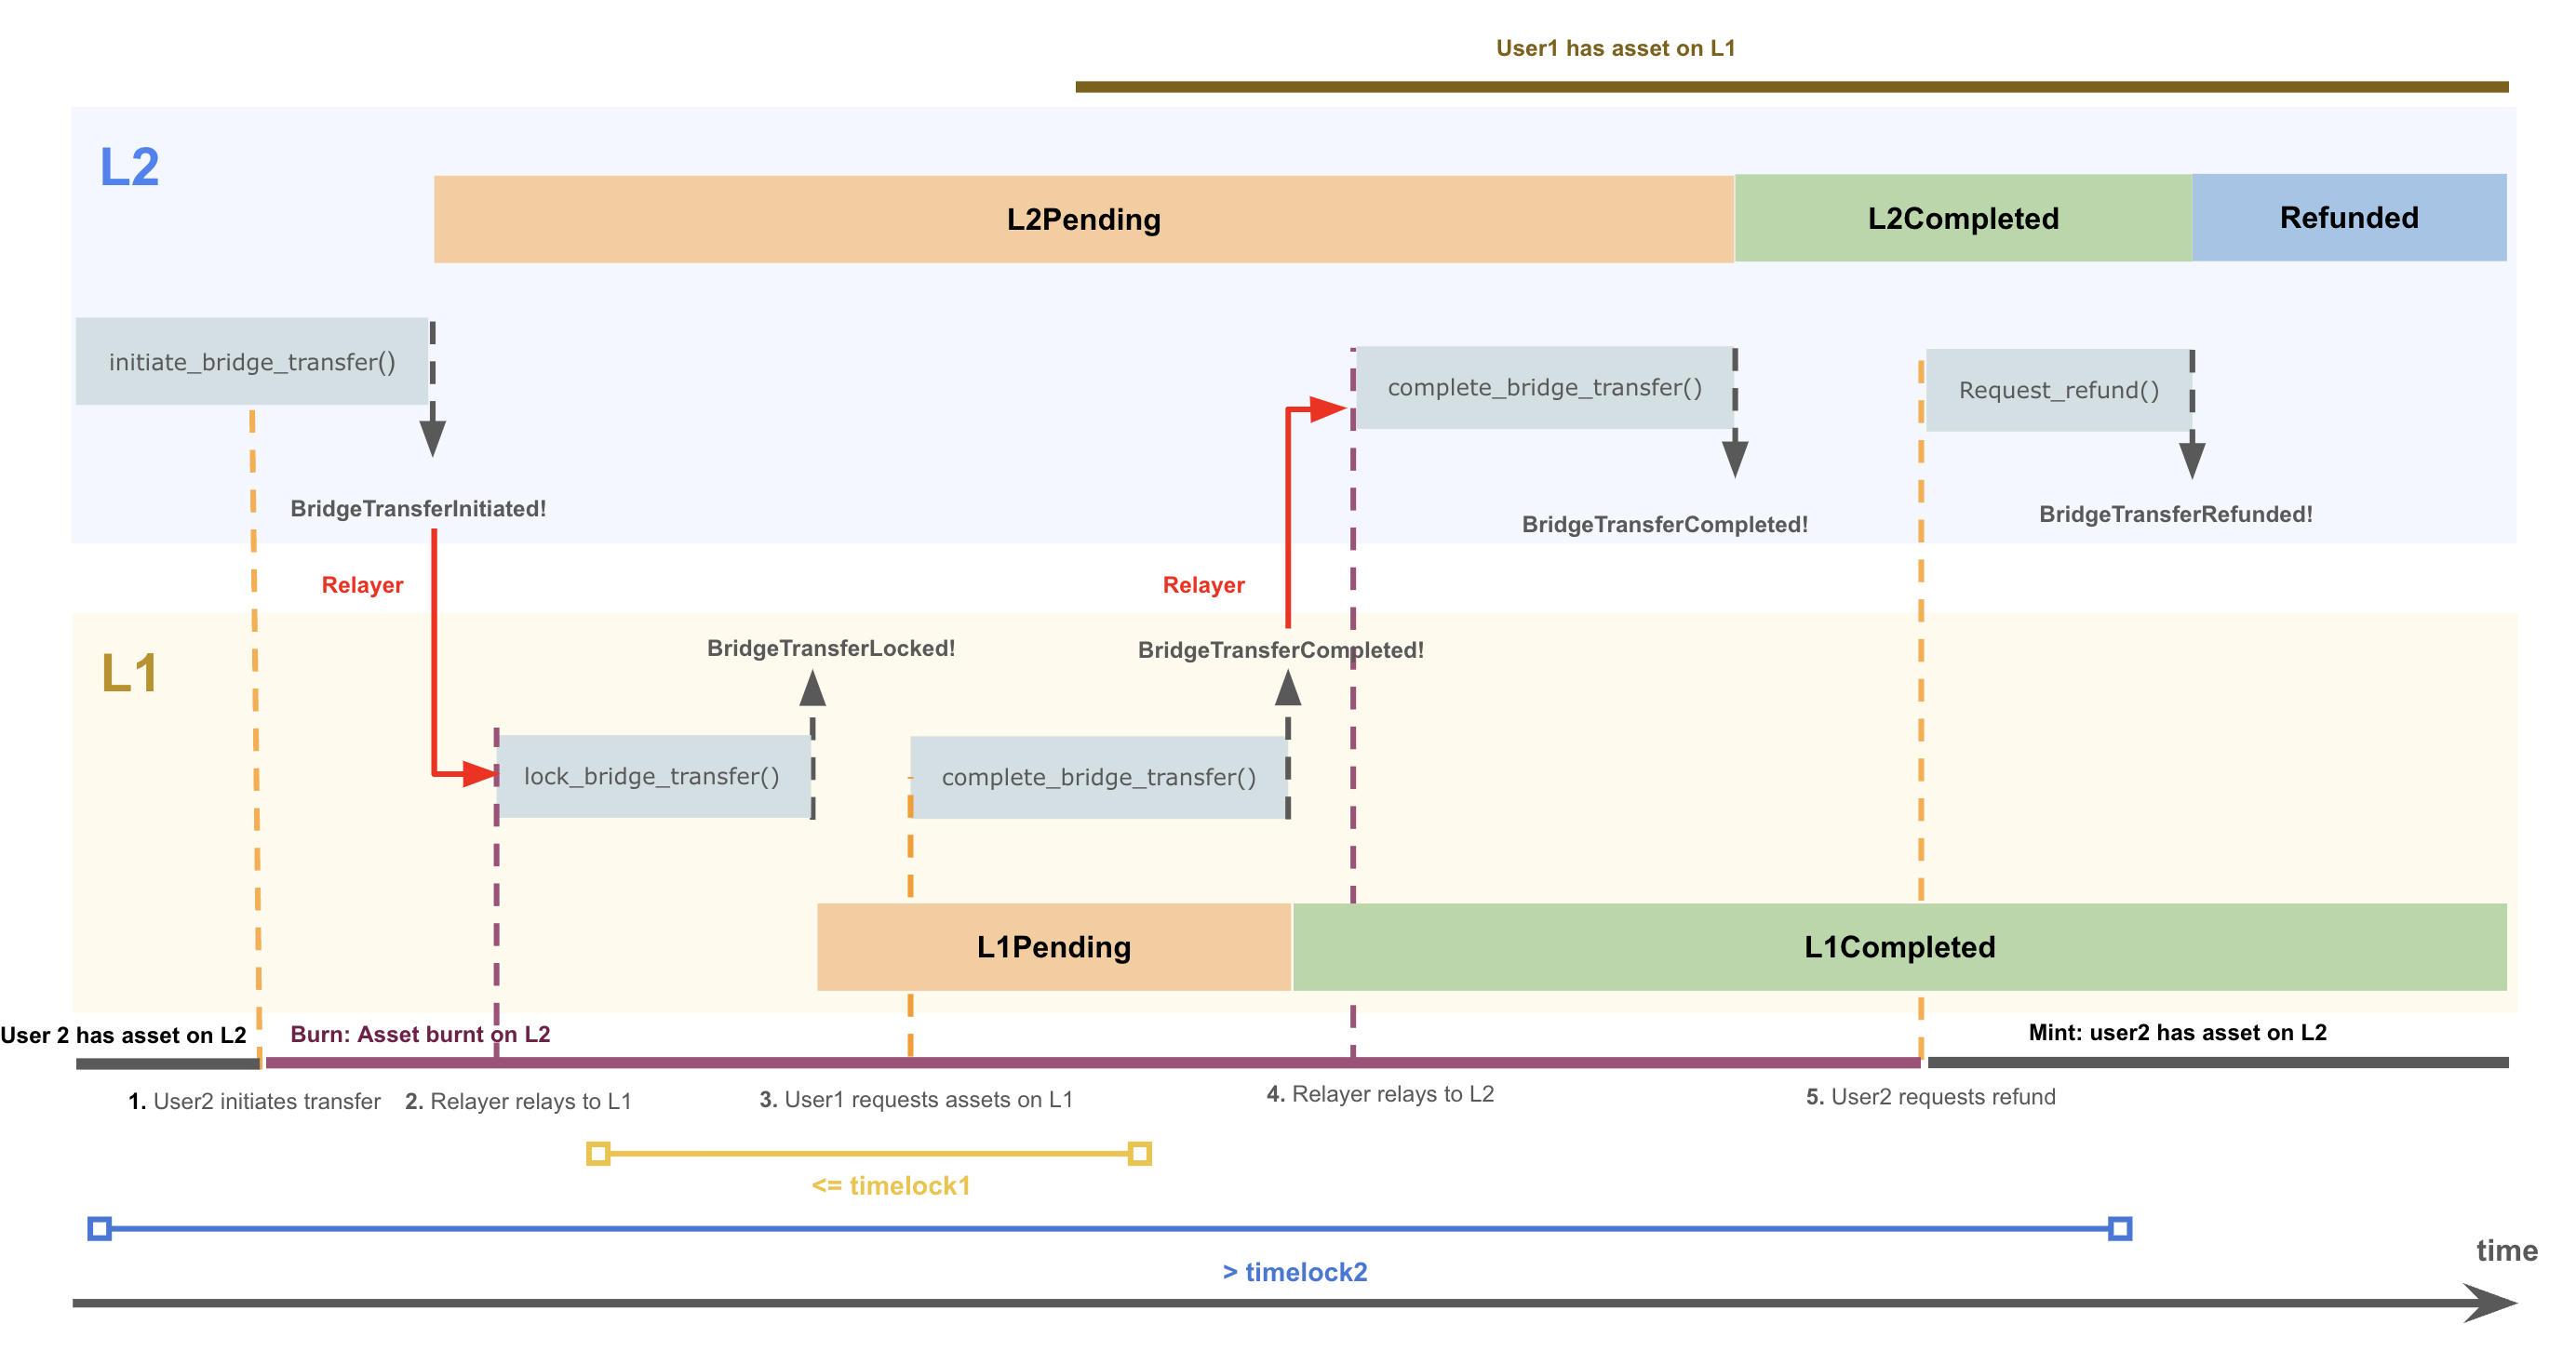 User1 has asset on L1
L2
L2Pending
L2Completed
Refunded
initiate_bridge_transfer()
complete_bridge_transfer()
Request_refund()
BridgeTransferInitiated!
BridgeTransferCompleted!
BridgeTransferRefunded!
Relayer
Relayer
L1
BridgeTransferLocked!
BridgeTransferCompleted!
lock_bridge_transfer()
complete_bridge_transfer()
L1Pending
L1Completed
User 2 has asset on L2
Burn: Asset burnt on L2
Mint: user2 has asset on L2
1. User2 initiates transfer
2. Relayer relays to L1
3. User1 requests assets on L1
4. Relayer relays to L2
5. User2 requests refund
<= timelock1
> timelock2
time